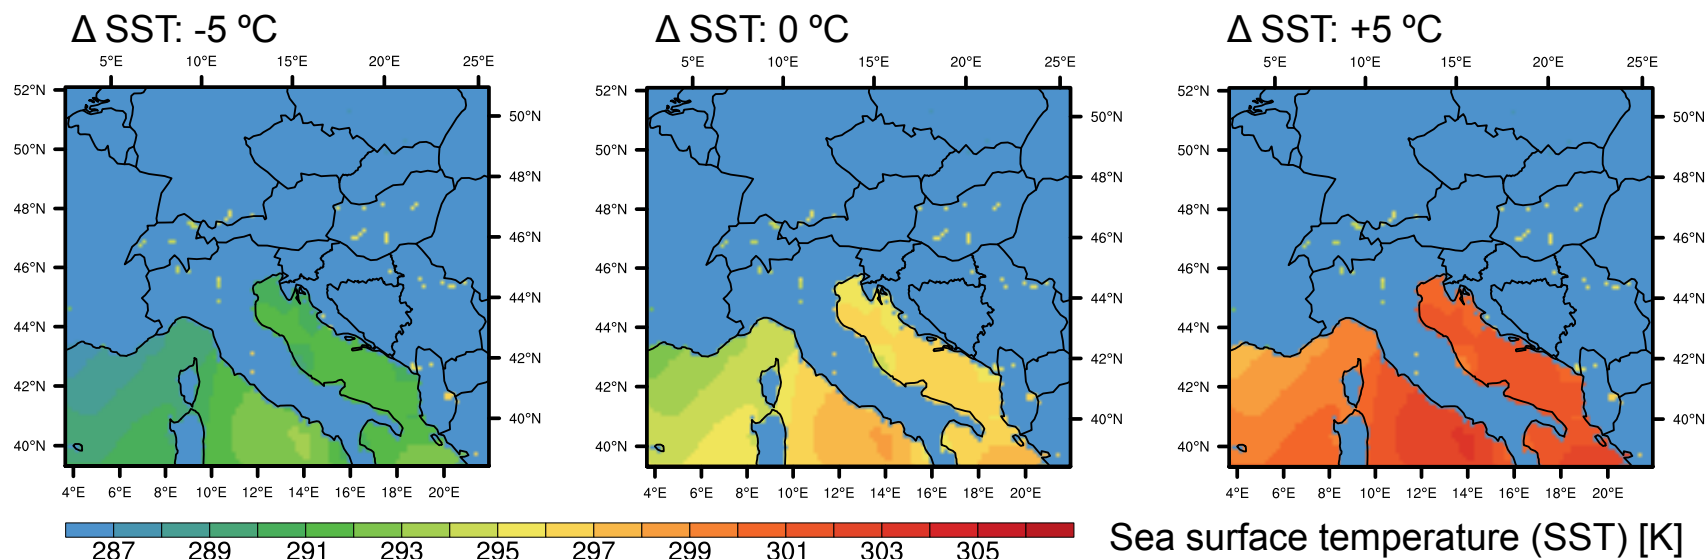 Δ SST: -5 ºC
Δ SST: 0 ºC
Δ SST: +5 ºC
5°E 10°E 15°E 20°E 25°E
5°E 10°E 15°E 20°E 25°E
5°E 10°E 15°E 20°E 25°E
52°N 50°N 48°N 46°N 44°N 42°N 40°N
50°N 48°N 46°N 44°N 42°N 40°N
52°N 50°N 48°N 46°N 44°N 42°N 40°N
50°N 48°N 46°N 44°N 42°N 40°N
52°N 50°N 48°N 46°N 44°N 42°N 40°N
50°N 48°N 46°N 44°N 42°N 40°N
4°E 6°E 8°E 10°E 12°E 14°E 16°E 18°E 20°E
4°E 6°E 8°E 10°E 12°E 14°E 16°E 18°E 20°E
4°E 6°E 8°E 10°E 12°E 14°E 16°E 18°E 20°E
287 289 291 293 295 297 299 301 303 305
Sea surface temperature (SST) [K]